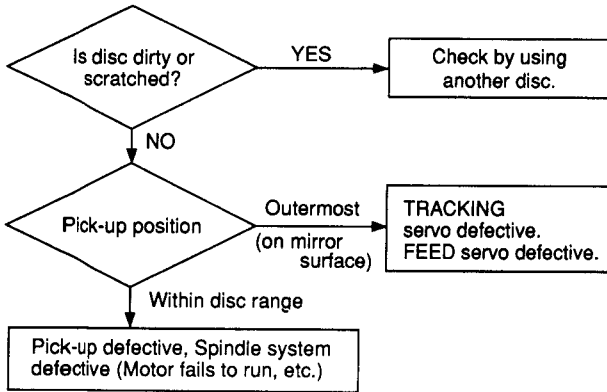 Is disc dirty or
scratched?
YES
Check by using
another disc.
NO
Pick-up position
Outermost
(on mirror
surface)
TRACKING
servo defective.
FEED servo defective.
Within disc range
Pick-up defective, Spindle system
defective (Motor fails to run, etc.)